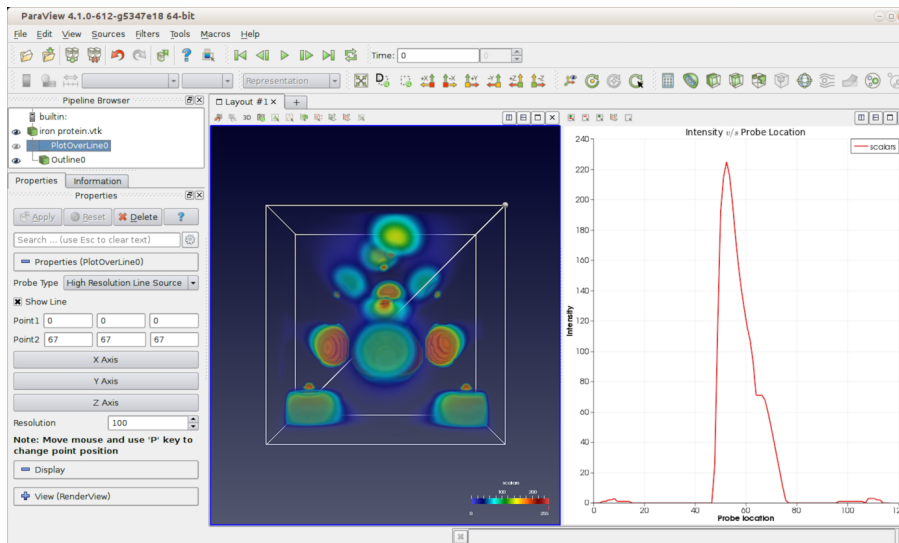 ParaView 4.1.0-612-g5347e18 64-bit
File Edit View Sources Filters Tools Macros Help
Time: 0 0
Representation
Pipeline Browser
builtin:
iron protein.vtk
PlotOverLine0
Outline0
Properties Information
Properties
Apply Reset Delete ?
Search ... (use Esc to clear text)
Properties (PlotOverLine0)
Probe Type High Resolution Line Source
Show Line
Point1 0 0 0
Point2 67 67 67
X Axis
Y Axis
Z Axis
Resolution 100
Note: Move mouse and use 'P' key to
change point position
Display
View (RenderView)
Layout #1 +
3D
scalars
100 200
0 255
Intensity v/s Probe Location
scalars
240
220
200
180
160
140
120
100
80
60
40
20
0
Intensity
0 20 40 60 80 100
Probe location